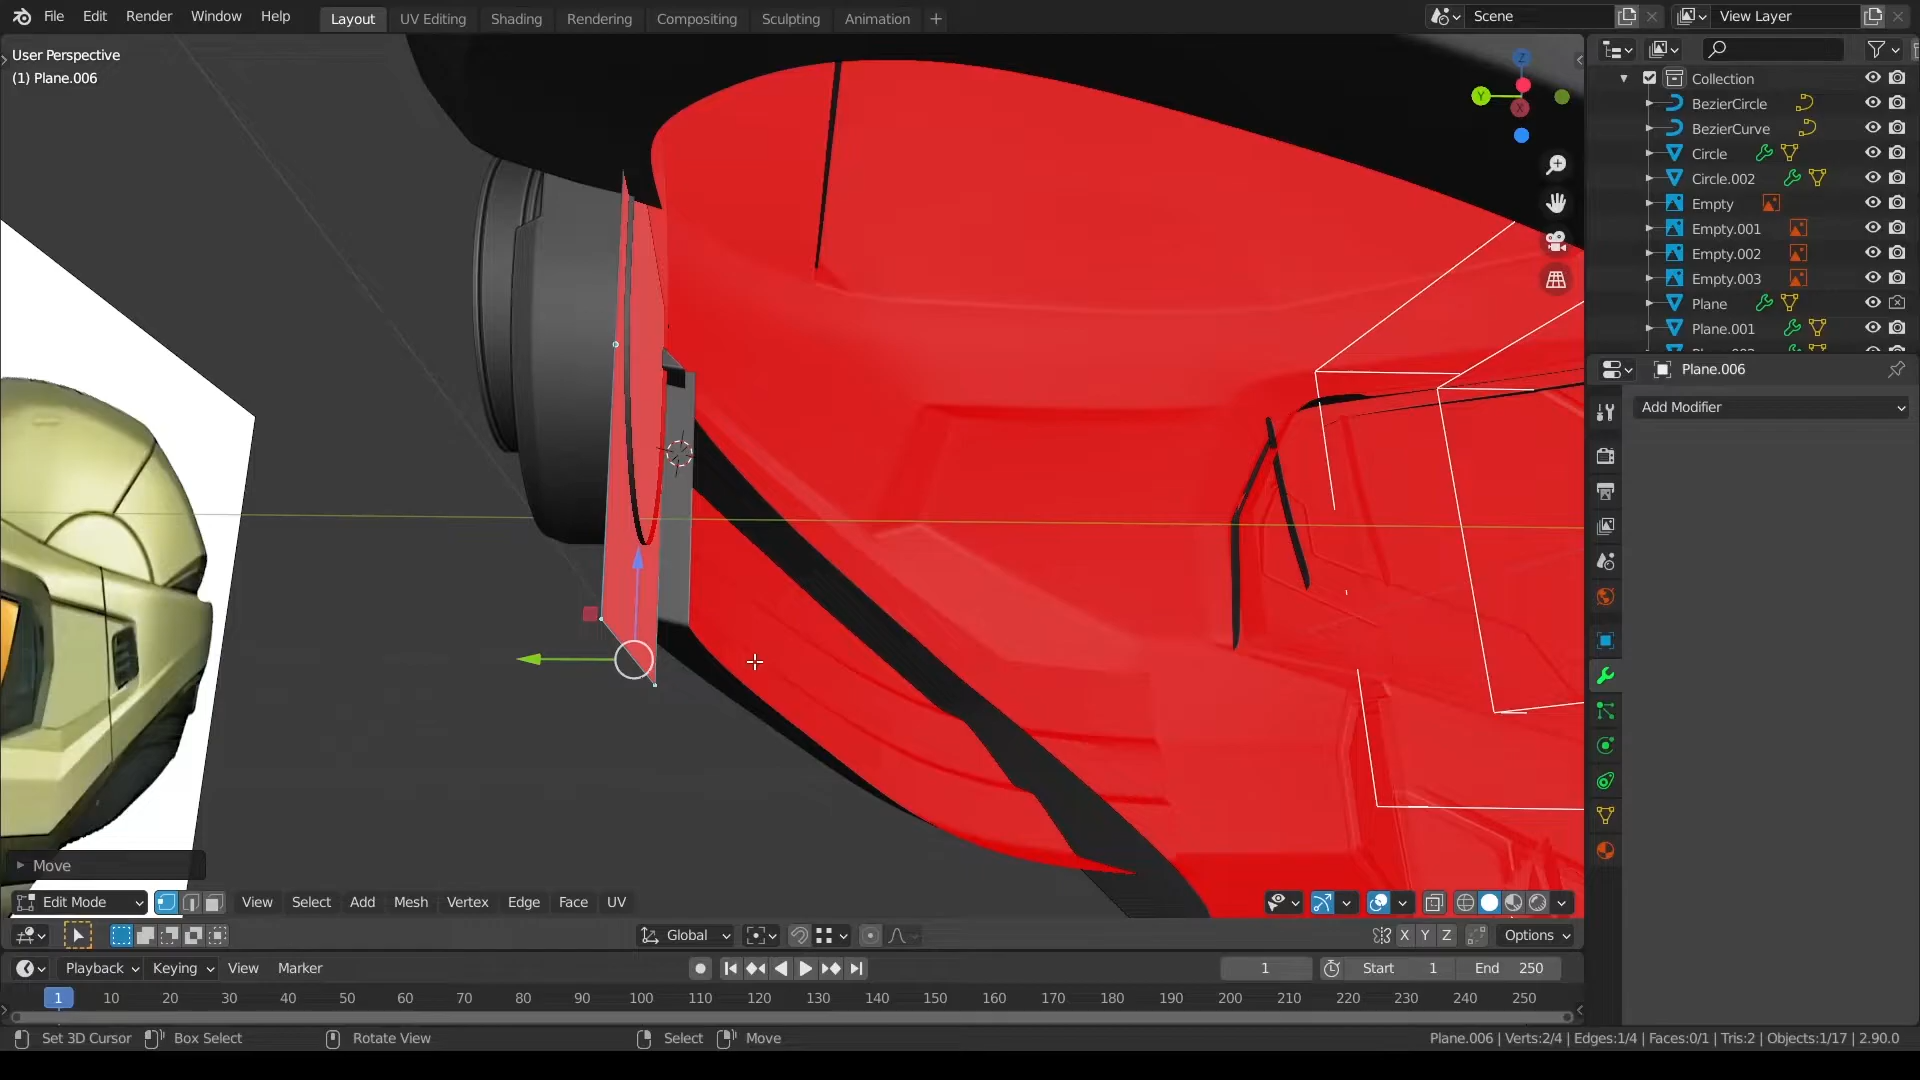 File Edit Render Window Help Layout UV Editing Shading Rendering Compositing Sculpting Animation + Scene View Layer
User Perspective
(1) Plane.006
Collection
BezierCircle
BezierCurve
Circle
Circle.002
Empty
Empty.001
Empty.002
Empty.003
Plane
Plane.001
Plane.006
Add Modifier
Z
Y
X
Move
Edit Mode View Select Add Mesh Vertex Edge Face UV
Global X Y Z Options
Playback Keying View Marker 1 Start 1 End 250
1 10 20 30 40 50 60 70 80 90 100 110 120 130 140 150 160 170 180 190 200 210 220 230 240 250
Set 3D Cursor Box Select Rotate View Select Move Plane.006 | Verts:2/4 | Edges:1/4 | Faces:0/1 | Tris:2 | Objects:1/17 | 2.90.0